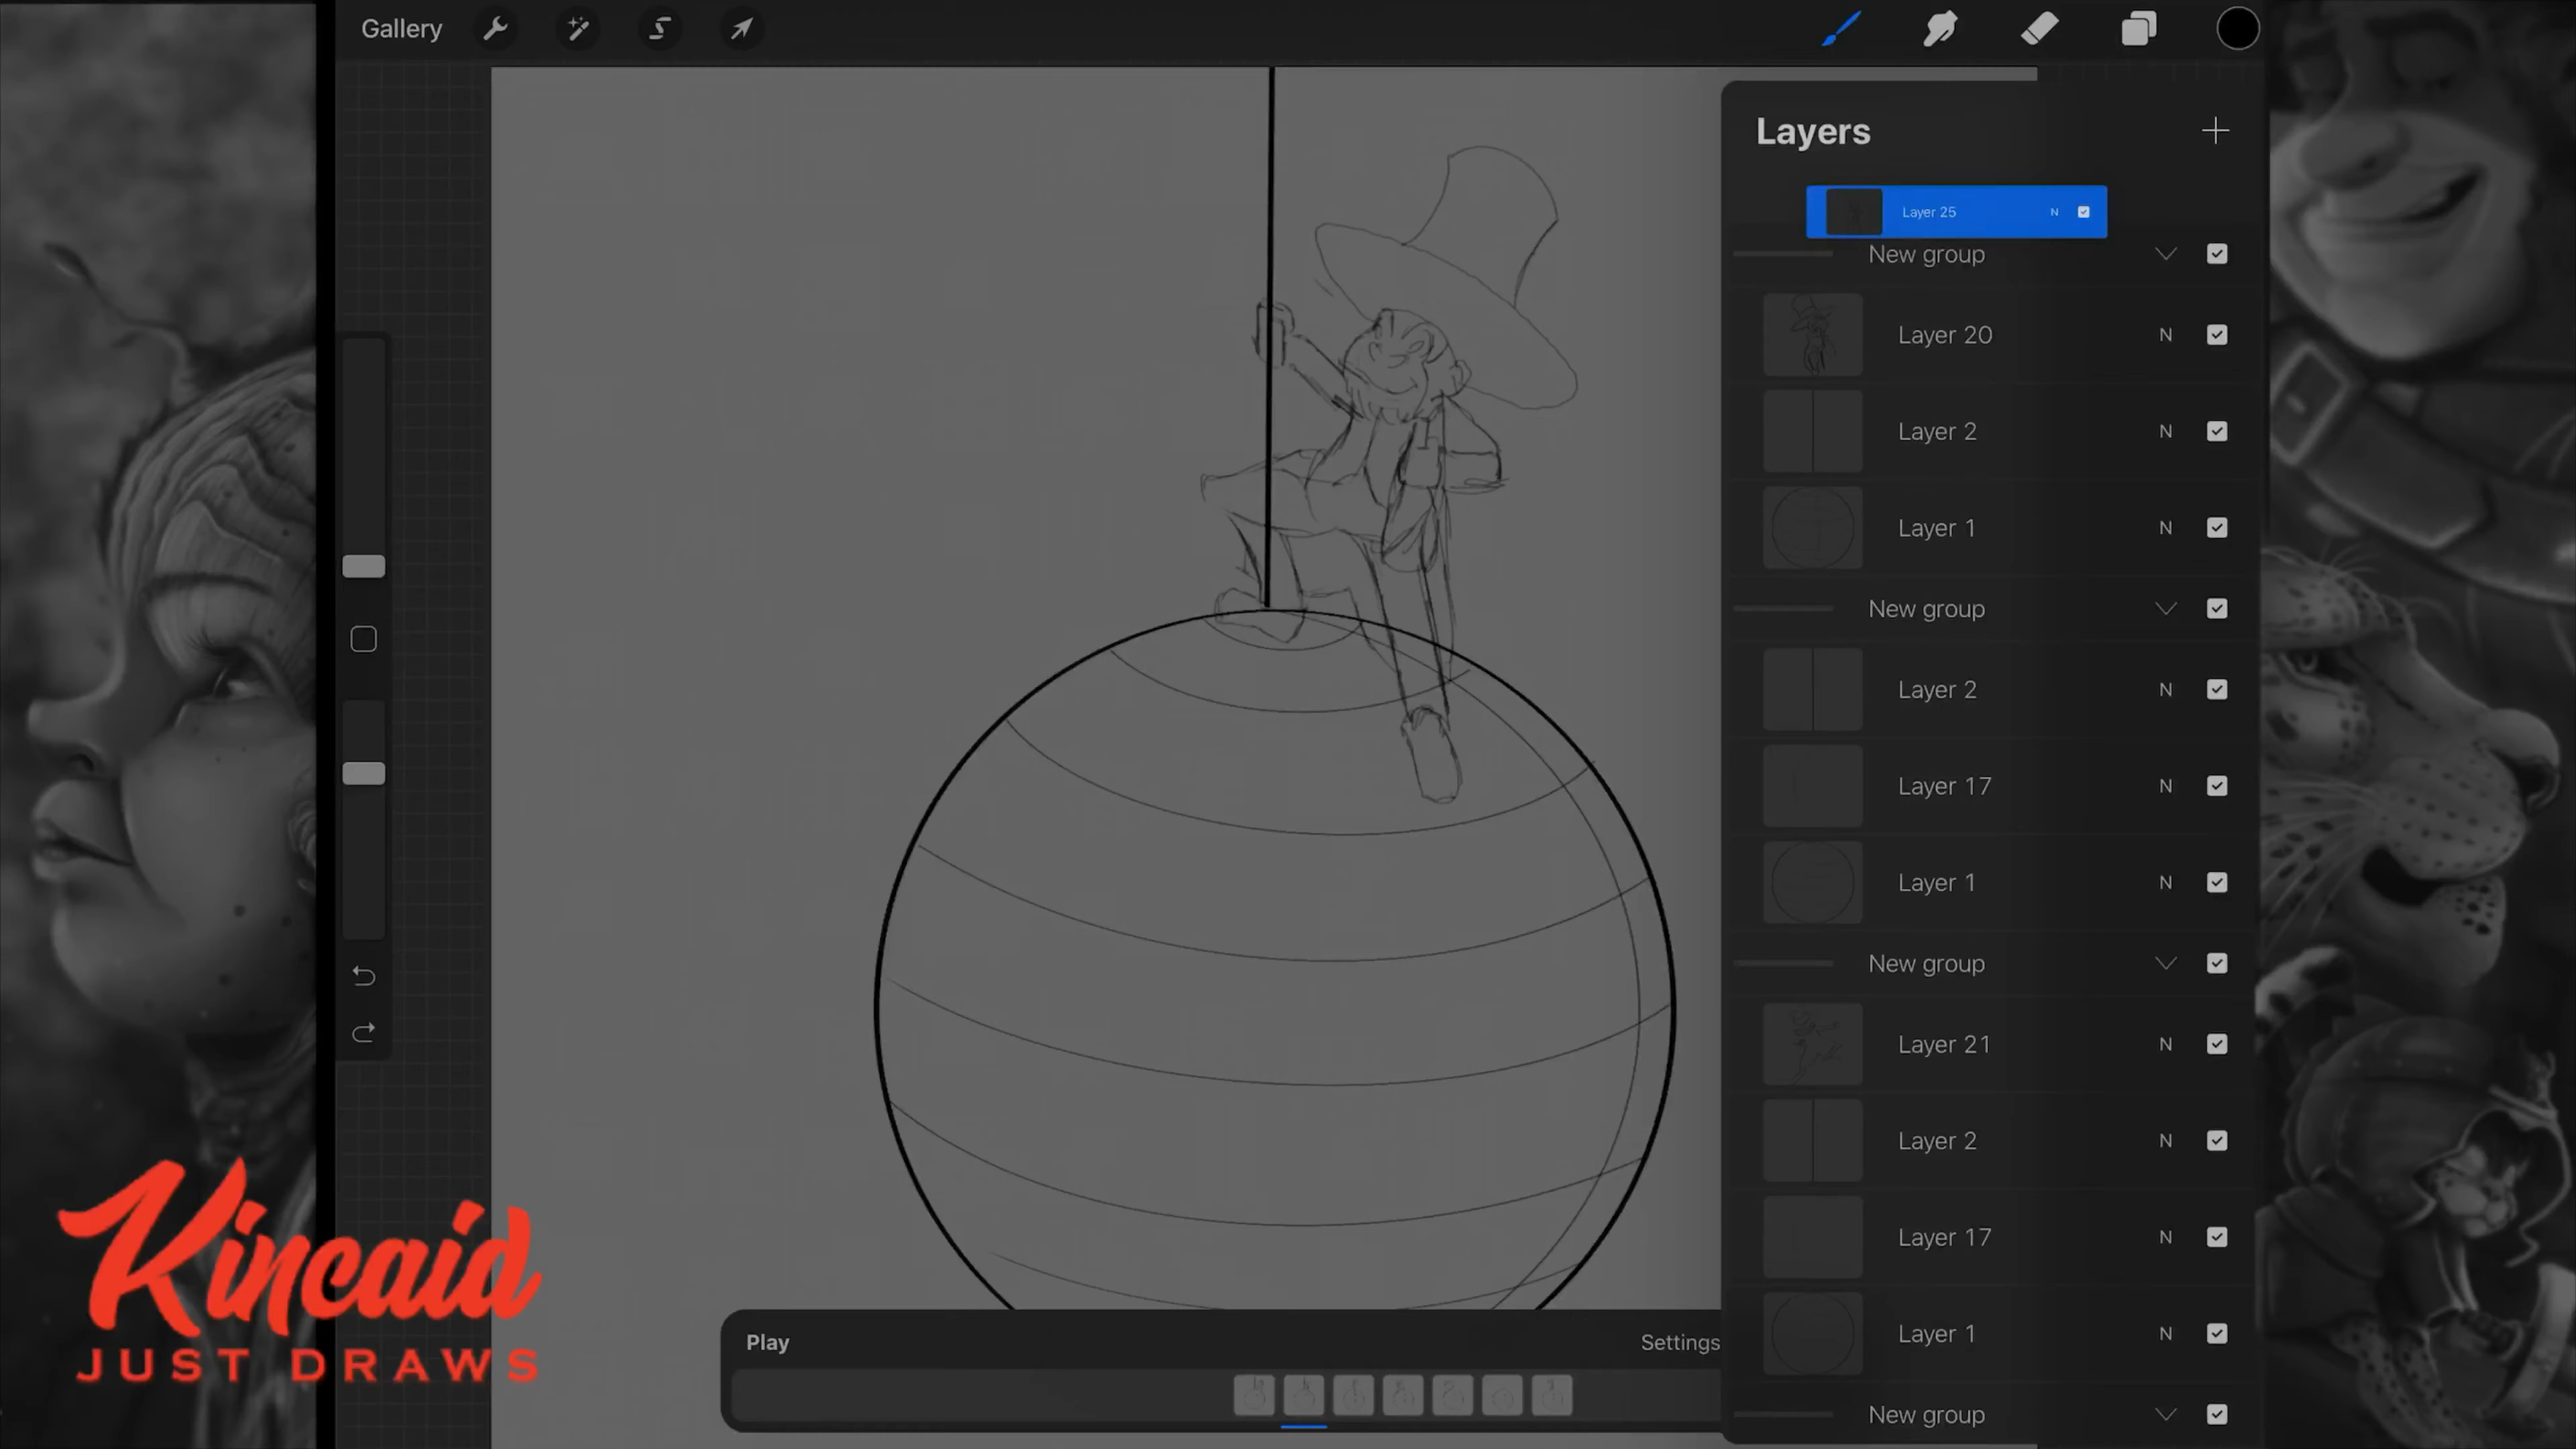 Gallery
Layers
Layer 25 N
New group
Layer 20 N
Layer 2 N
Layer 1 N
New group
Layer 2 N
Layer 17 N
Layer 1 N
New group
Layer 21 N
Layer 2 N
Layer 17 N
Layer 1 N
New group
Play Settings
Kincaid
JUST DRAWS